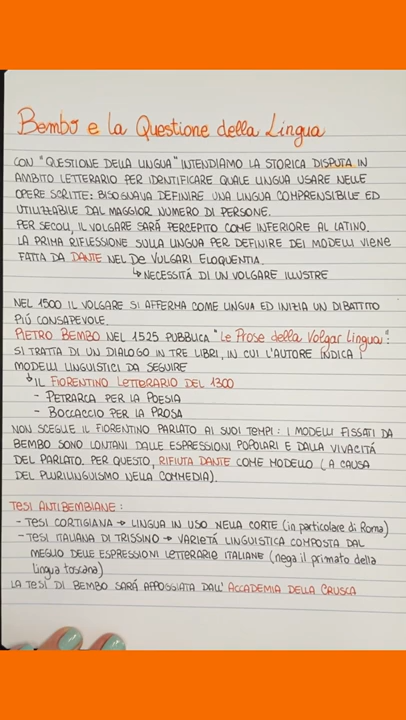 Bembo e la Questione della Lingua
CON "QUESTIONE DELLA LINGUA" INTENDIAMO LA STORICA DISPUTA IN
AMBITO LETTERARIO PER IDENTIFICARE QUALE LINGUA USARE NELLE
OPERE SCRITTE: BISOGNAVA DEFINIRE UNA LINGUA COMPRENSIBILE ED
UTILIZZABILE DAL MAGGIOR NUMERO DI PERSONE.
PER SECOLI, IL VOLGARE SARÁ PERCEPITO COME INFERIORE AL LATINO.
LA PRIMA RIFLESSIONE SULLA LINGUA PER DEFINIRE DEI MODELLI VIENE
FATTA DA DANTE NEL DE VULGARI ELOQUENTIA.
↳ NECESSITÁ DI UN VOLGARE ILLUSTRE
NEL 1500 IL VOLGARE SI AFFERMA COME LINGUA ED INIZIA UN DIBATTITO
PIÚ CONSAPEVOLE.
PIETRO BEMBO NEL 1525 PUBBLICA "Le Prose della Volgar Lingua":
SI TRATTA DI UN DIALOGO IN TRE LIBRI, IN CUI L'AUTORE INDICA I
MODELLI LINGUISTICI DA SEGUIRE
↳ IL FIORENTINO LETTERARIO DEL 1300
- PETRARCA PER LA POESIA
- BOCCACCIO PER LA PROSA
NON SCEGLIE IL FIORENTINO PARLATO AI SUOI TEMPI: I MODELLI FISSATI DA
BEMBO SONO LONTANI DALLE ESPRESSIONI POPOLARI E DALLA VIVACITÁ
DEL PARLATO. PER QUESTO, RIFIUTA DANTE COME MODELLO (A CAUSA
DEL PLURILINGUISMO NELLA COMMEDIA).
TESI ANTIBEMBIANE:
- TESI CORTIGIANA → LINGUA IN USO NELLA CORTE (in particolare di Roma)
- TESI ITALIANA DI TRISSINO → VARIETÁ LINGUISTICA COMPOSTA DAL
MEGLIO DELLE ESPRESSIONI LETTERARIE ITALIANE (nega il primato della
lingua toscana)
LA TESI DI BEMBO SARÁ APPOGGIATA DALL'ACCADEMIA DELLA CRUSCA